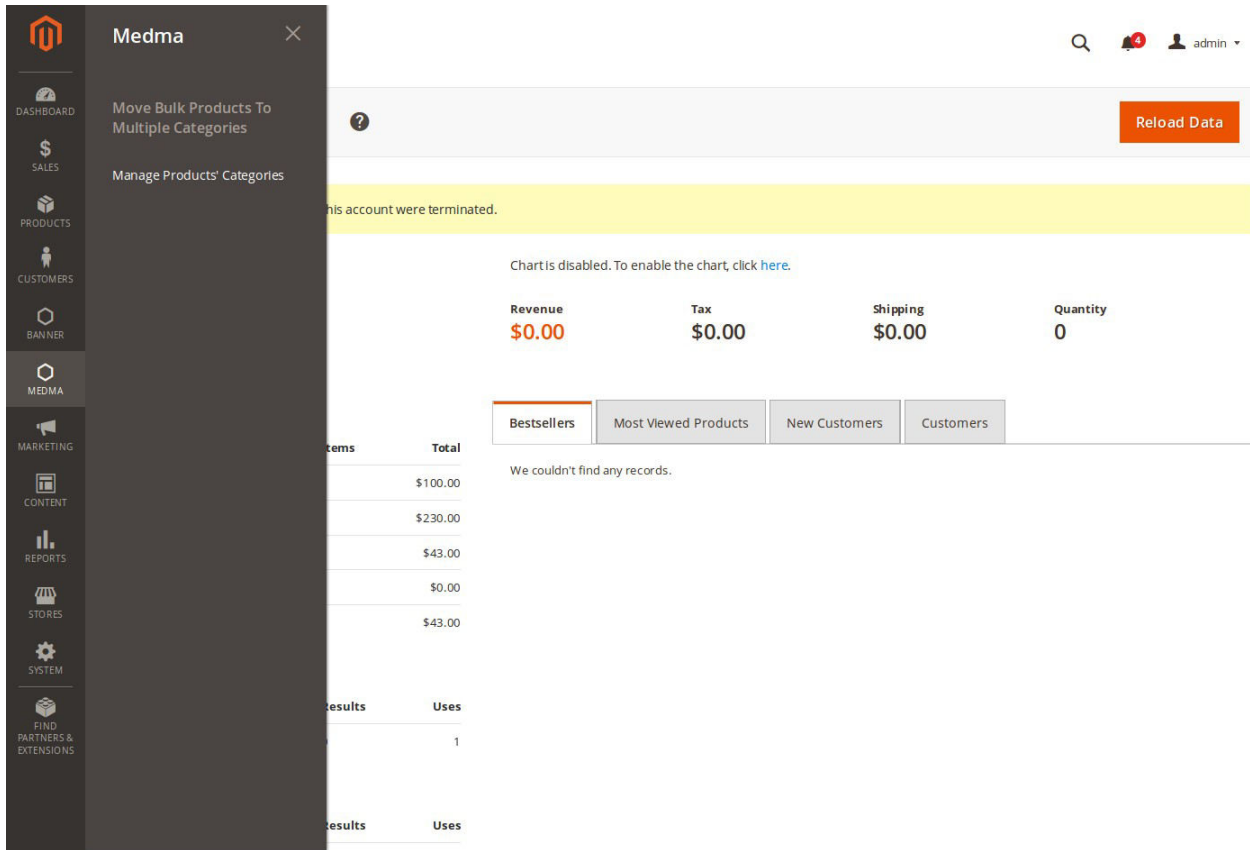 Medma
4
admin
DASHBOARD
Move Bulk Products To
Multiple Categories
Reload Data
SALES
Manage Products' Categories
PRODUCTS
his account were terminated.
CUSTOMERS
Chart is disabled. To enable the chart, click here.
BANNER
Revenue Tax Shipping Quantity
$0.00 $0.00 $0.00 0
MEDMA
Bestsellers Most Viewed Products New Customers Customers
MARKETING
tems Total
We couldn't find any records.
$100.00
CONTENT
$230.00
REPORTS
$43.00
$0.00
STORES
$43.00
SYSTEM
Results Uses
FIND
PARTNERS &
EXTENSIONS
1
Results Uses